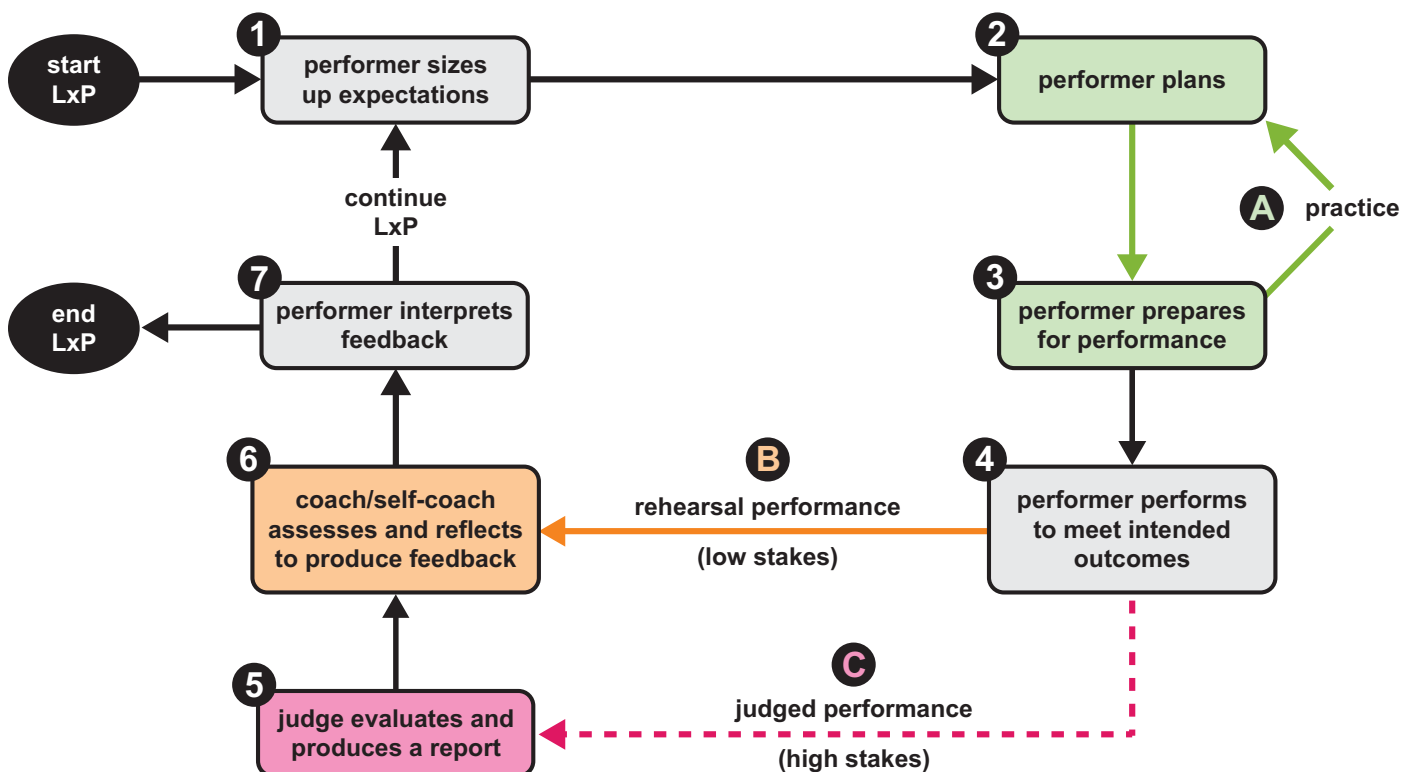 start
LxP
1
performer sizes
up expectations
2
performer plans
A
practice
3
performer prepares
for performance
4
performer performs
to meet intended
outcomes
B
rehearsal performance
(low stakes)
C
judged performance
(high stakes)
5
judge evaluates and
produces a report
6
coach/self-coach
assesses and reflects
to produce feedback
7
performer interprets
feedback
continue
LxP
end
LxP